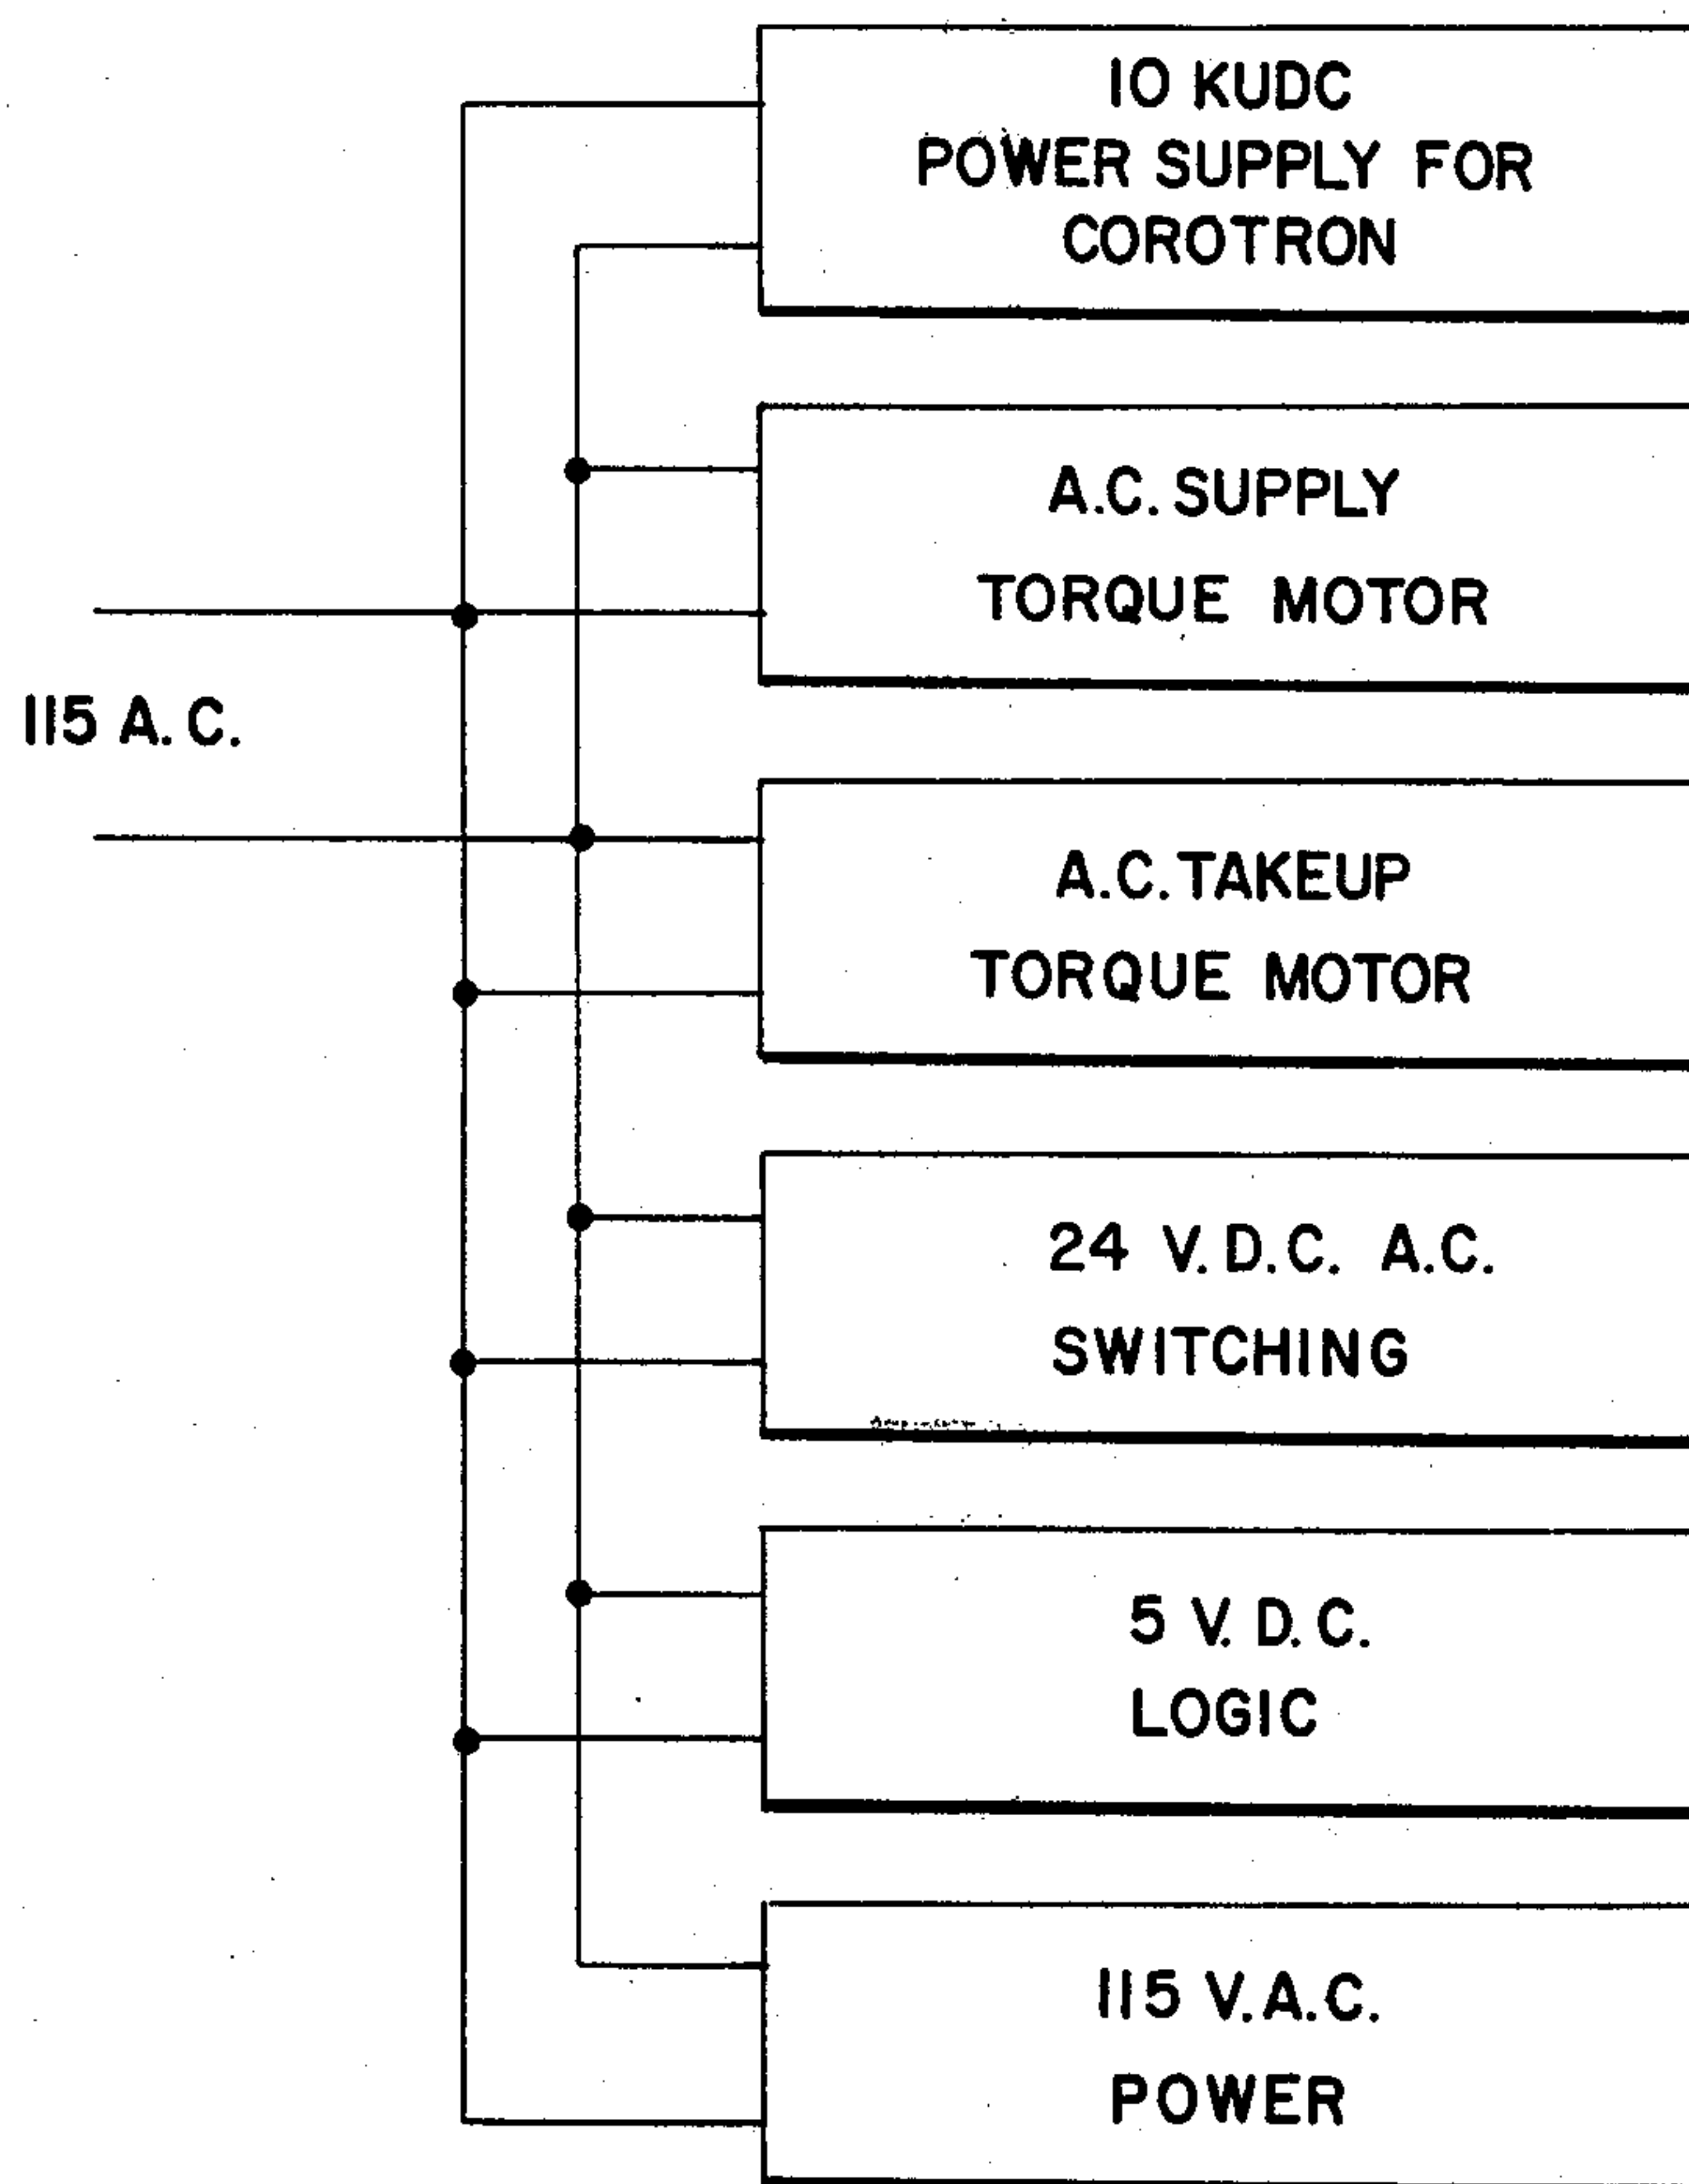 10 KUDC
POWER SUPPLY FOR
COROTRON
A.C. SUPPLY
TORQUE MOTOR
115 A.C.
A.C. TAKEUP
TORQUE MOTOR
24 V.D.C. A.C.
SWITCHING
5 V.D.C.
LOGIC
115 V.A.C.
POWER